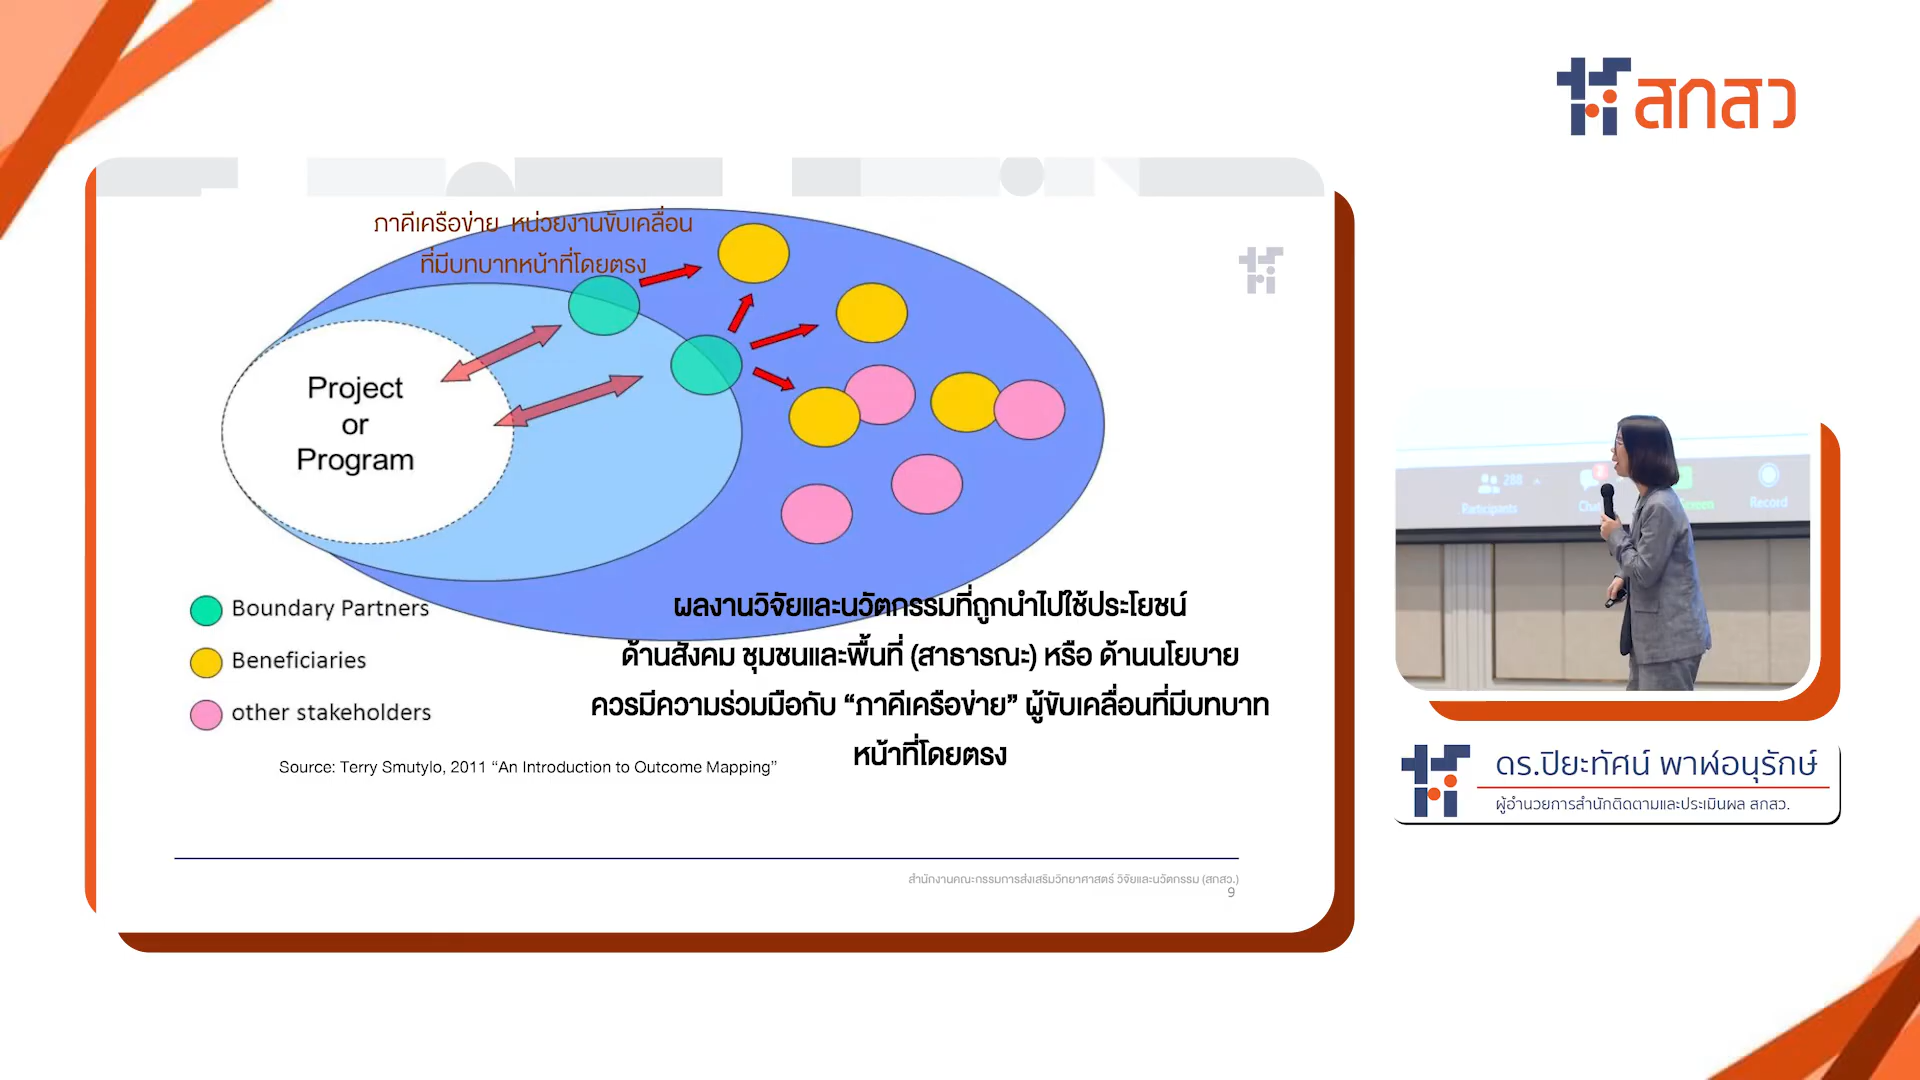 สกสว
ภาคีเครือข่าย หน่วยงานขับเคลื่อน
ที่มีบทบาทหน้าที่โดยตรง
Project
or
Program
Boundary Partners
Beneficiaries
other stakeholders
ผลงานวิจัยและนวัตกรรมที่ถูกนำไปใช้ประโยชน์
ด้านสังคม ชุมชนและพื้นที่ (สาธารณะ) หรือ ด้านนโยบาย
ควรมีความร่วมมือกับ “ภาคีเครือข่าย” ผู้ขับเคลื่อนที่มีบทบาท
หน้าที่โดยตรง
Source: Terry Smutylo, 2011 “An Introduction to Outcome Mapping”
สำนักงานคณะกรรมการส่งเสริมวิทยาศาสตร์ วิจัยและนวัตกรรม (สกสว.)
9
288
Participants
Record
ดร.ปิยะทัศน์ พาฬอนุรักษ์
ผู้อำนวยการสำนักติดตามและประเมินผล สกสว.